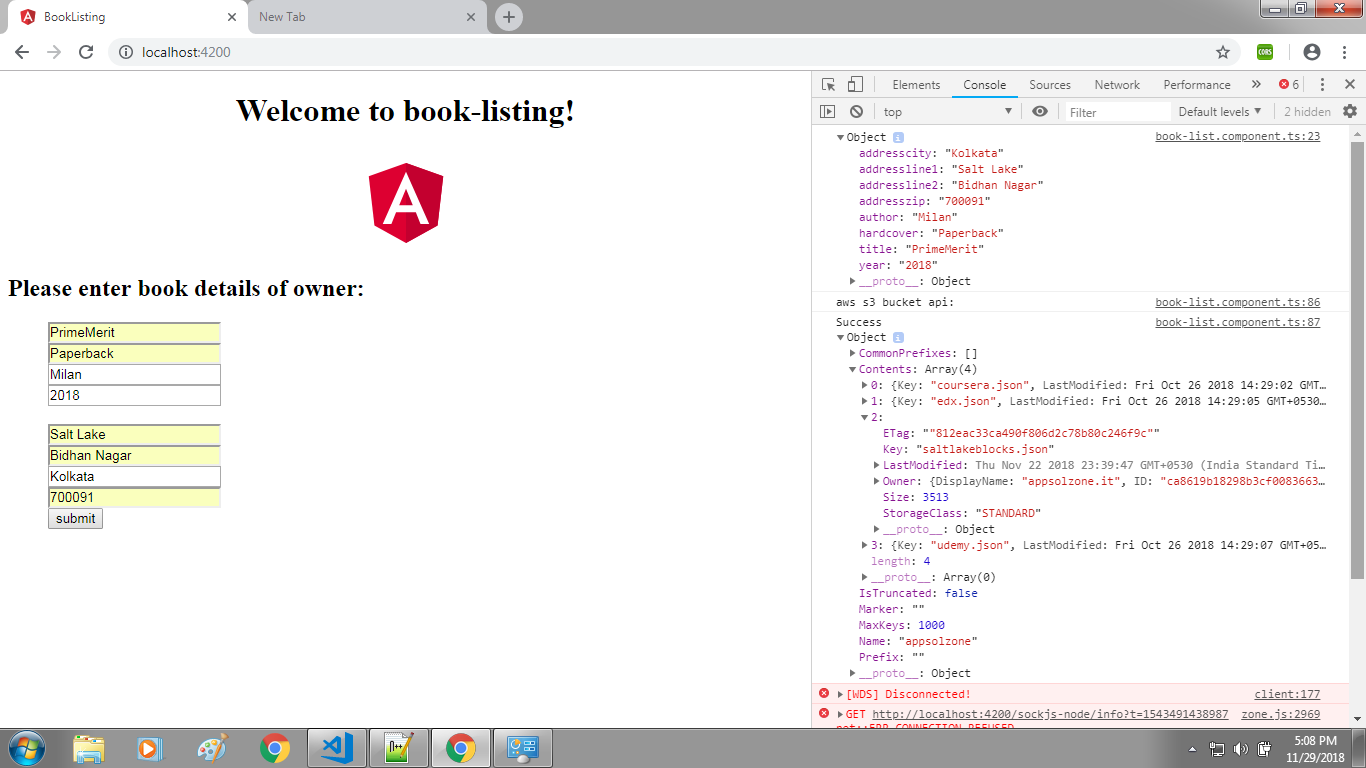 BookListing
New Tab
localhost:4200
CORS
Welcome to book-listing!
A
Please enter book details of owner:
PrimeMerit
Paperback
Milan
2018
Salt Lake
Bidhan Nagar
Kolkata
700091
submit
Elements Console Sources Network Performance » 6
top Filter Default levels 2 hidden
Object i book-list.component.ts:23
addresscity: "Kolkata"
addressline1: "Salt Lake"
addressline2: "Bidhan Nagar"
addresszip: "700091"
author: "Milan"
hardcover: "Paperback"
title: "PrimeMerit"
year: "2018"
__proto__: Object
aws s3 bucket api: book-list.component.ts:86
Success book-list.component.ts:87
Object i
CommonPrefixes: []
Contents: Array(4)
0: {Key: "coursera.json", LastModified: Fri Oct 26 2018 14:29:02 GMT…
1: {Key: "edx.json", LastModified: Fri Oct 26 2018 14:29:05 GMT+0530…
2:
ETag: ""812eac33ca490f806d2c78b80c246f9c""
Key: "saltlakeblocks.json"
LastModified: Thu Nov 22 2018 23:39:47 GMT+0530 (India Standard Ti…
Owner: {DisplayName: "appsolzone.it", ID: "ca8619b18298b3cf0083663…
Size: 3513
StorageClass: "STANDARD"
__proto__: Object
3: {Key: "udemy.json", LastModified: Fri Oct 26 2018 14:29:07 GMT+05…
length: 4
__proto__: Array(0)
IsTruncated: false
Marker: ""
MaxKeys: 1000
Name: "appsolzone"
Prefix: ""
__proto__: Object
[WDS] Disconnected! client:177
GET http://localhost:4200/sockjs-node/info?t=1543491438987 zone.js:2969
net::ERR_CONNECTION_REFUSED
5:08 PM
11/29/2018